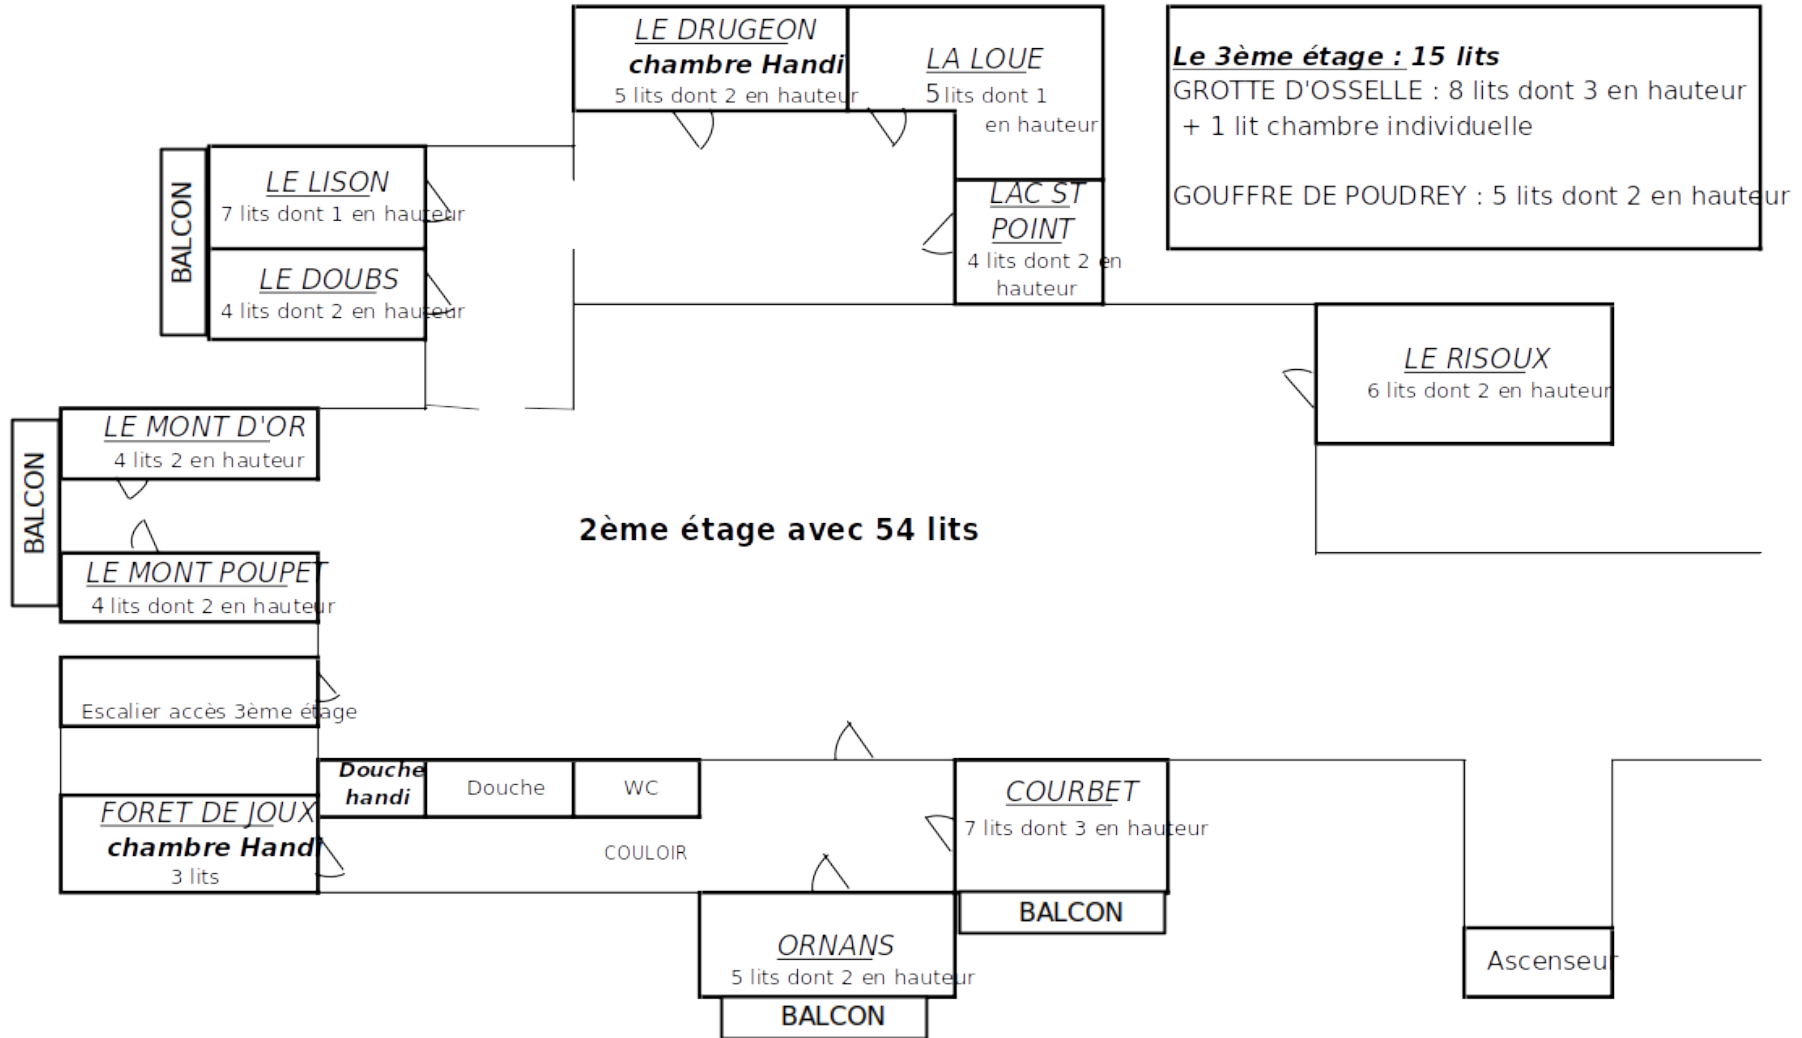 LE DRUGEON
chambre Handi
5 lits dont 2 en hauteur
LA LOUE
5 lits dont 1
en hauteur
Le 3ème étage : 15 lits
GROTTE D'OSSELLE : 8 lits dont 3 en hauteur
+ 1 lit chambre individuelle
GOUFFRE DE POUDREY : 5 lits dont 2 en hauteur
BALCON
LE LISON
7 lits dont 1 en hauteur
LE DOUBS
4 lits dont 2 en hauteur
LAC ST
POINT
4 lits dont 2 en
hauteur
LE RISOUX
6 lits dont 2 en hauteur
BALCON
LE MONT D'OR
4 lits 2 en hauteur
2ème étage avec 54 lits
LE MONT POUPET
4 lits dont 2 en hauteur
Escalier accès 3ème étage
Douche
handi
Douche
WC
FORET DE JOUX
chambre Handi
3 lits
COULOIR
COURBET
7 lits dont 3 en hauteur
BALCON
ORNANS
5 lits dont 2 en hauteur
BALCON
Ascenseur